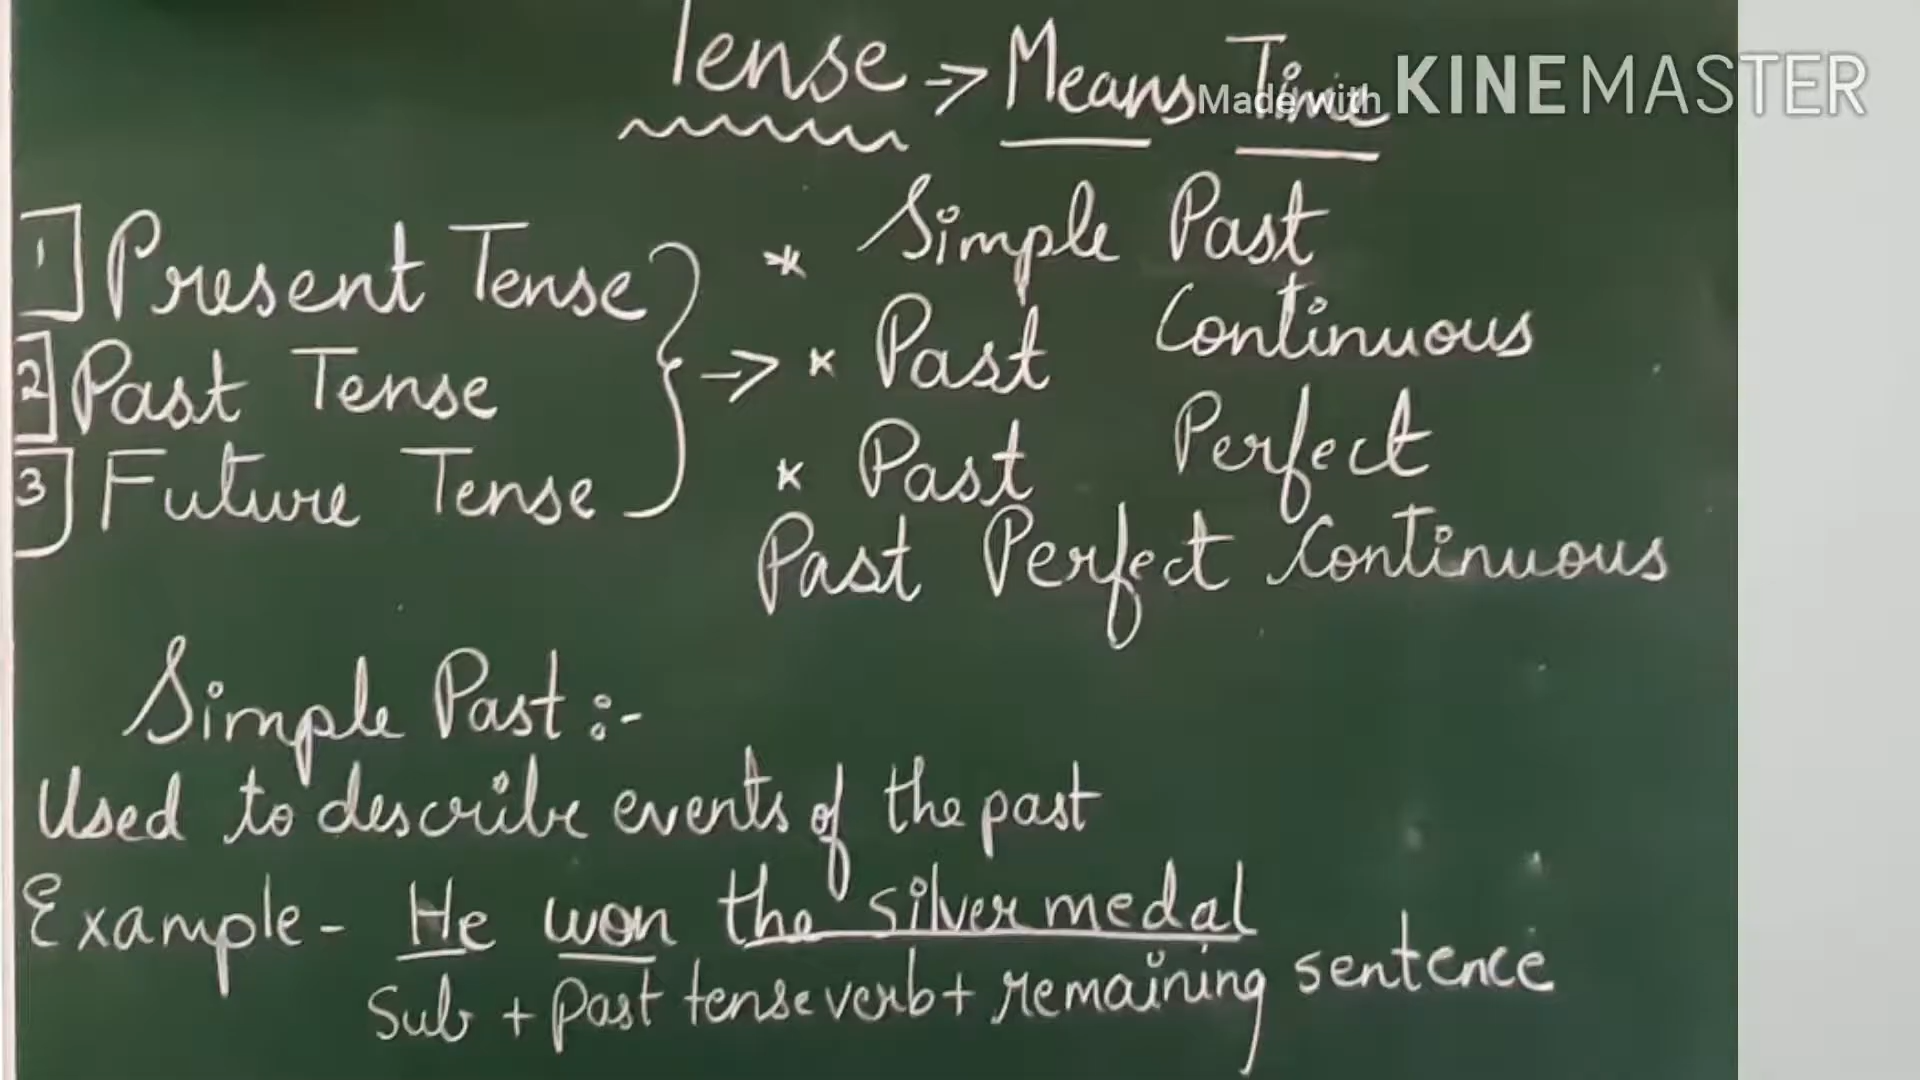 Tense -> Means Time
Made with KINEMASTER
1 Present Tense
2 Past Tense
3 Future Tense
-> * Simple Past
* Past Continuous
* Past Perfect
Past Perfect Continuous
Simple Past :-
Used to describe events of the past
Example - He won the silver medal
Sub + Past tense verb + remaining sentence